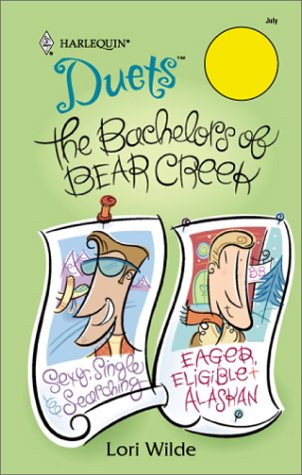 July
HARLEQUIN®
Duets™
the Bachelors of
BEAR CREEK
Sexy, Single
& Searching
EAGER,
ELIGIBLE +
ALASKAN
Lori Wilde